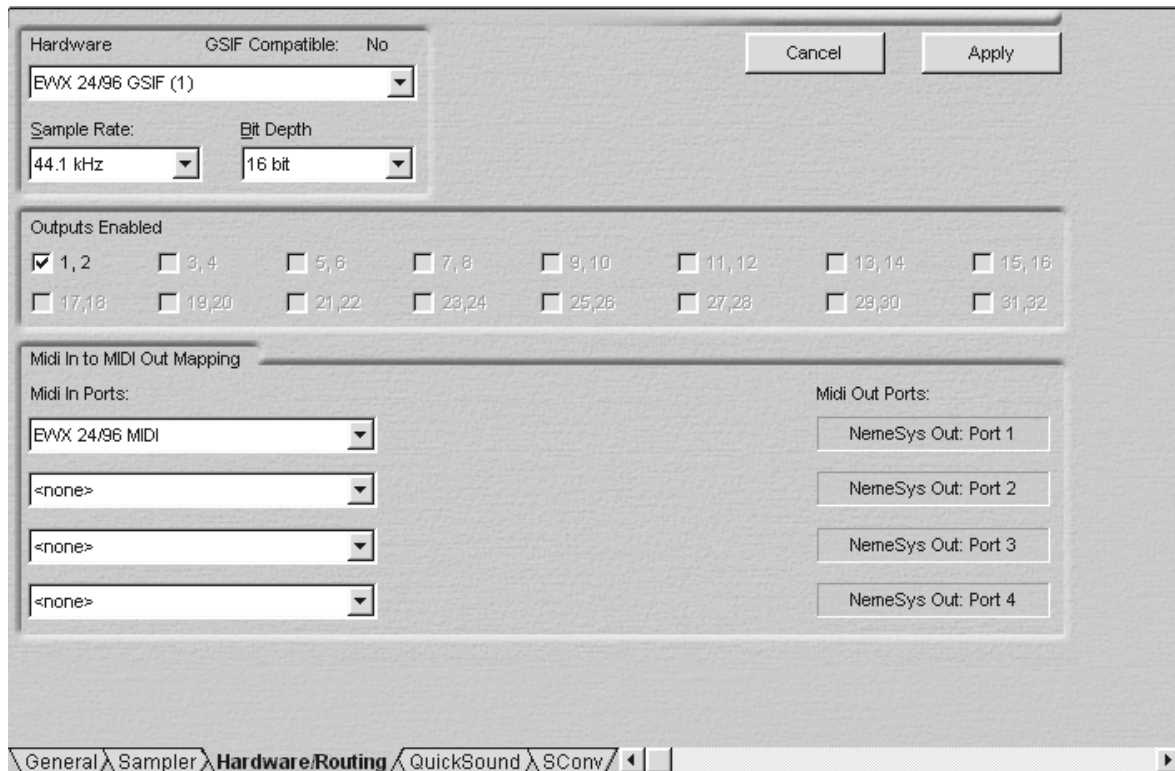 Hardware GSIF Compatible: No
Cancel Apply
EWX 24/96 GSIF (1)
Sample Rate: Bit Depth
44.1 kHz 16 bit
Outputs Enabled
1, 2 3, 4 5, 6 7, 8 9, 10 11, 12 13, 14 15, 16
17,18 19,20 21,22 23,24 25,26 27,28 29,30 31,32
Midi In to MIDI Out Mapping
Midi In Ports: Midi Out Ports:
EWX 24/96 MIDI NemeSys Out: Port 1
<none> NemeSys Out: Port 2
<none> NemeSys Out: Port 3
<none> NemeSys Out: Port 4
General Sampler Hardware/Routing QuickSound SConv